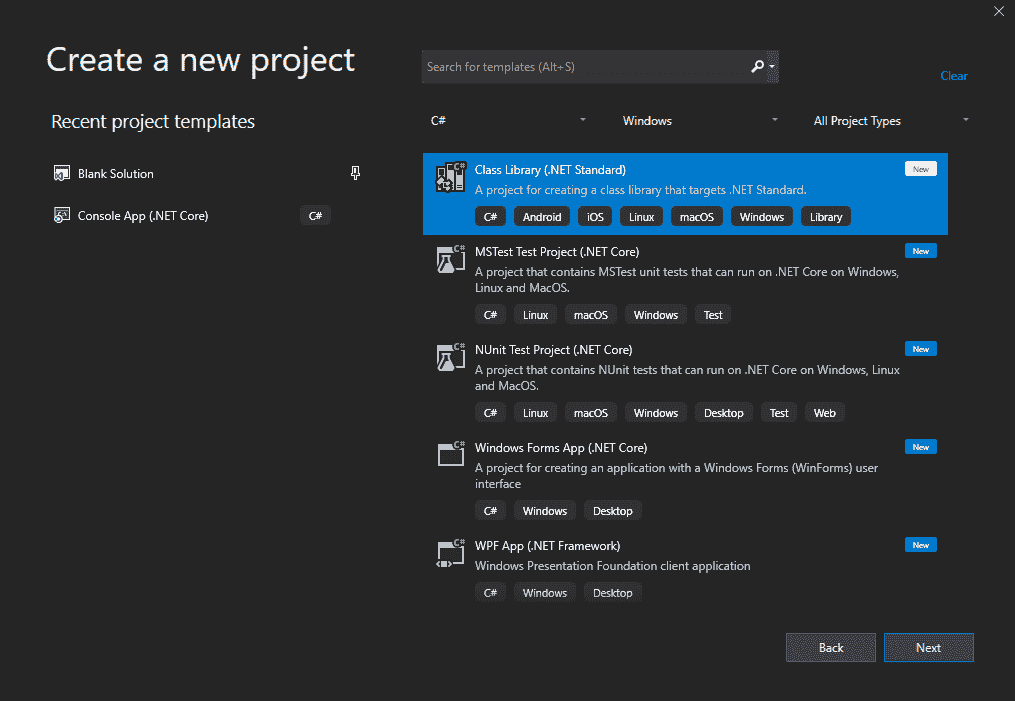 Create a new project
Search for templates (Alt+S)
Clear
Recent project templates
C#
Windows
All Project Types
Blank Solution
Console App (.NET Core)
C#
C#
Class Library (.NET Standard)
New
A project for creating a class library that targets .NET Standard.
C# Android iOS Linux macOS Windows Library
C#
MSTest Test Project (.NET Core)
New
A project that contains MSTest unit tests that can run on .NET Core on Windows,
Linux and MacOS.
C# Linux macOS Windows Test
C#
NUnit Test Project (.NET Core)
New
A project that contains NUnit tests that can run on .NET Core on Windows, Linux
and MacOS.
C# Linux macOS Windows Desktop Test Web
C#
Windows Forms App (.NET Core)
New
A project for creating an application with a Windows Forms (WinForms) user
interface
C# Windows Desktop
C#
WPF App (.NET Framework)
New
Windows Presentation Foundation client application
C# Windows Desktop
Back
Next